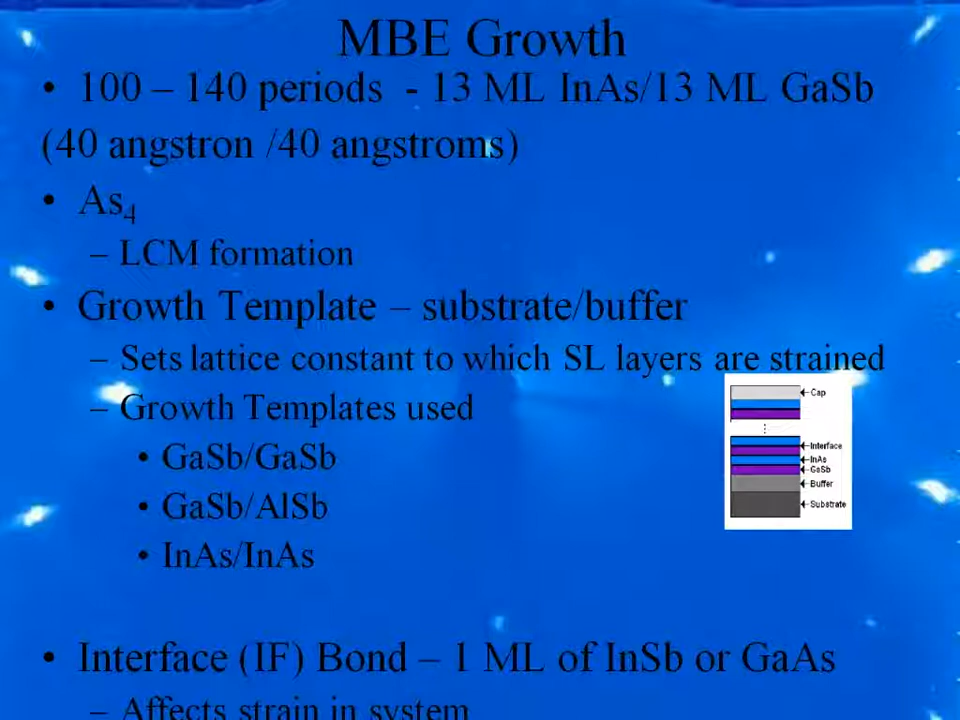 MBE Growth
• 100 – 140 periods - 13 ML InAs/13 ML GaSb
(40 angstron /40 angstroms)
• As₄
– LCM formation
• Growth Template – substrate/buffer
– Sets lattice constant to which SL layers are strained
– Growth Templates used
• GaSb/GaSb
• GaSb/AlSb
• InAs/InAs
Cap
Interface
InAs
GaSb
Buffer
Substrate
• Interface (IF) Bond – 1 ML of InSb or GaAs
– Affects strain in system